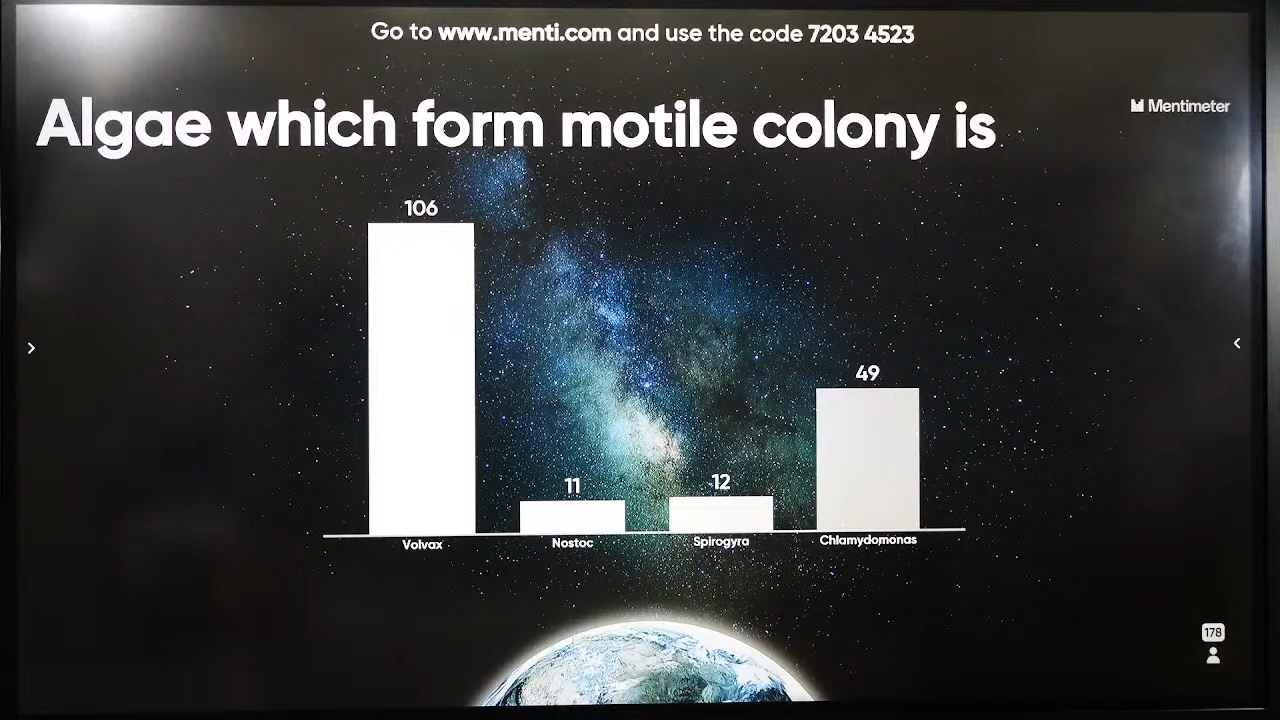 Go to www.menti.com and use the code 7203 4523
Algae which form motile colony is
Mentimeter
106
11
12
49
Volvax
Nostoc
Spirogyra
Chlamydomonas
178